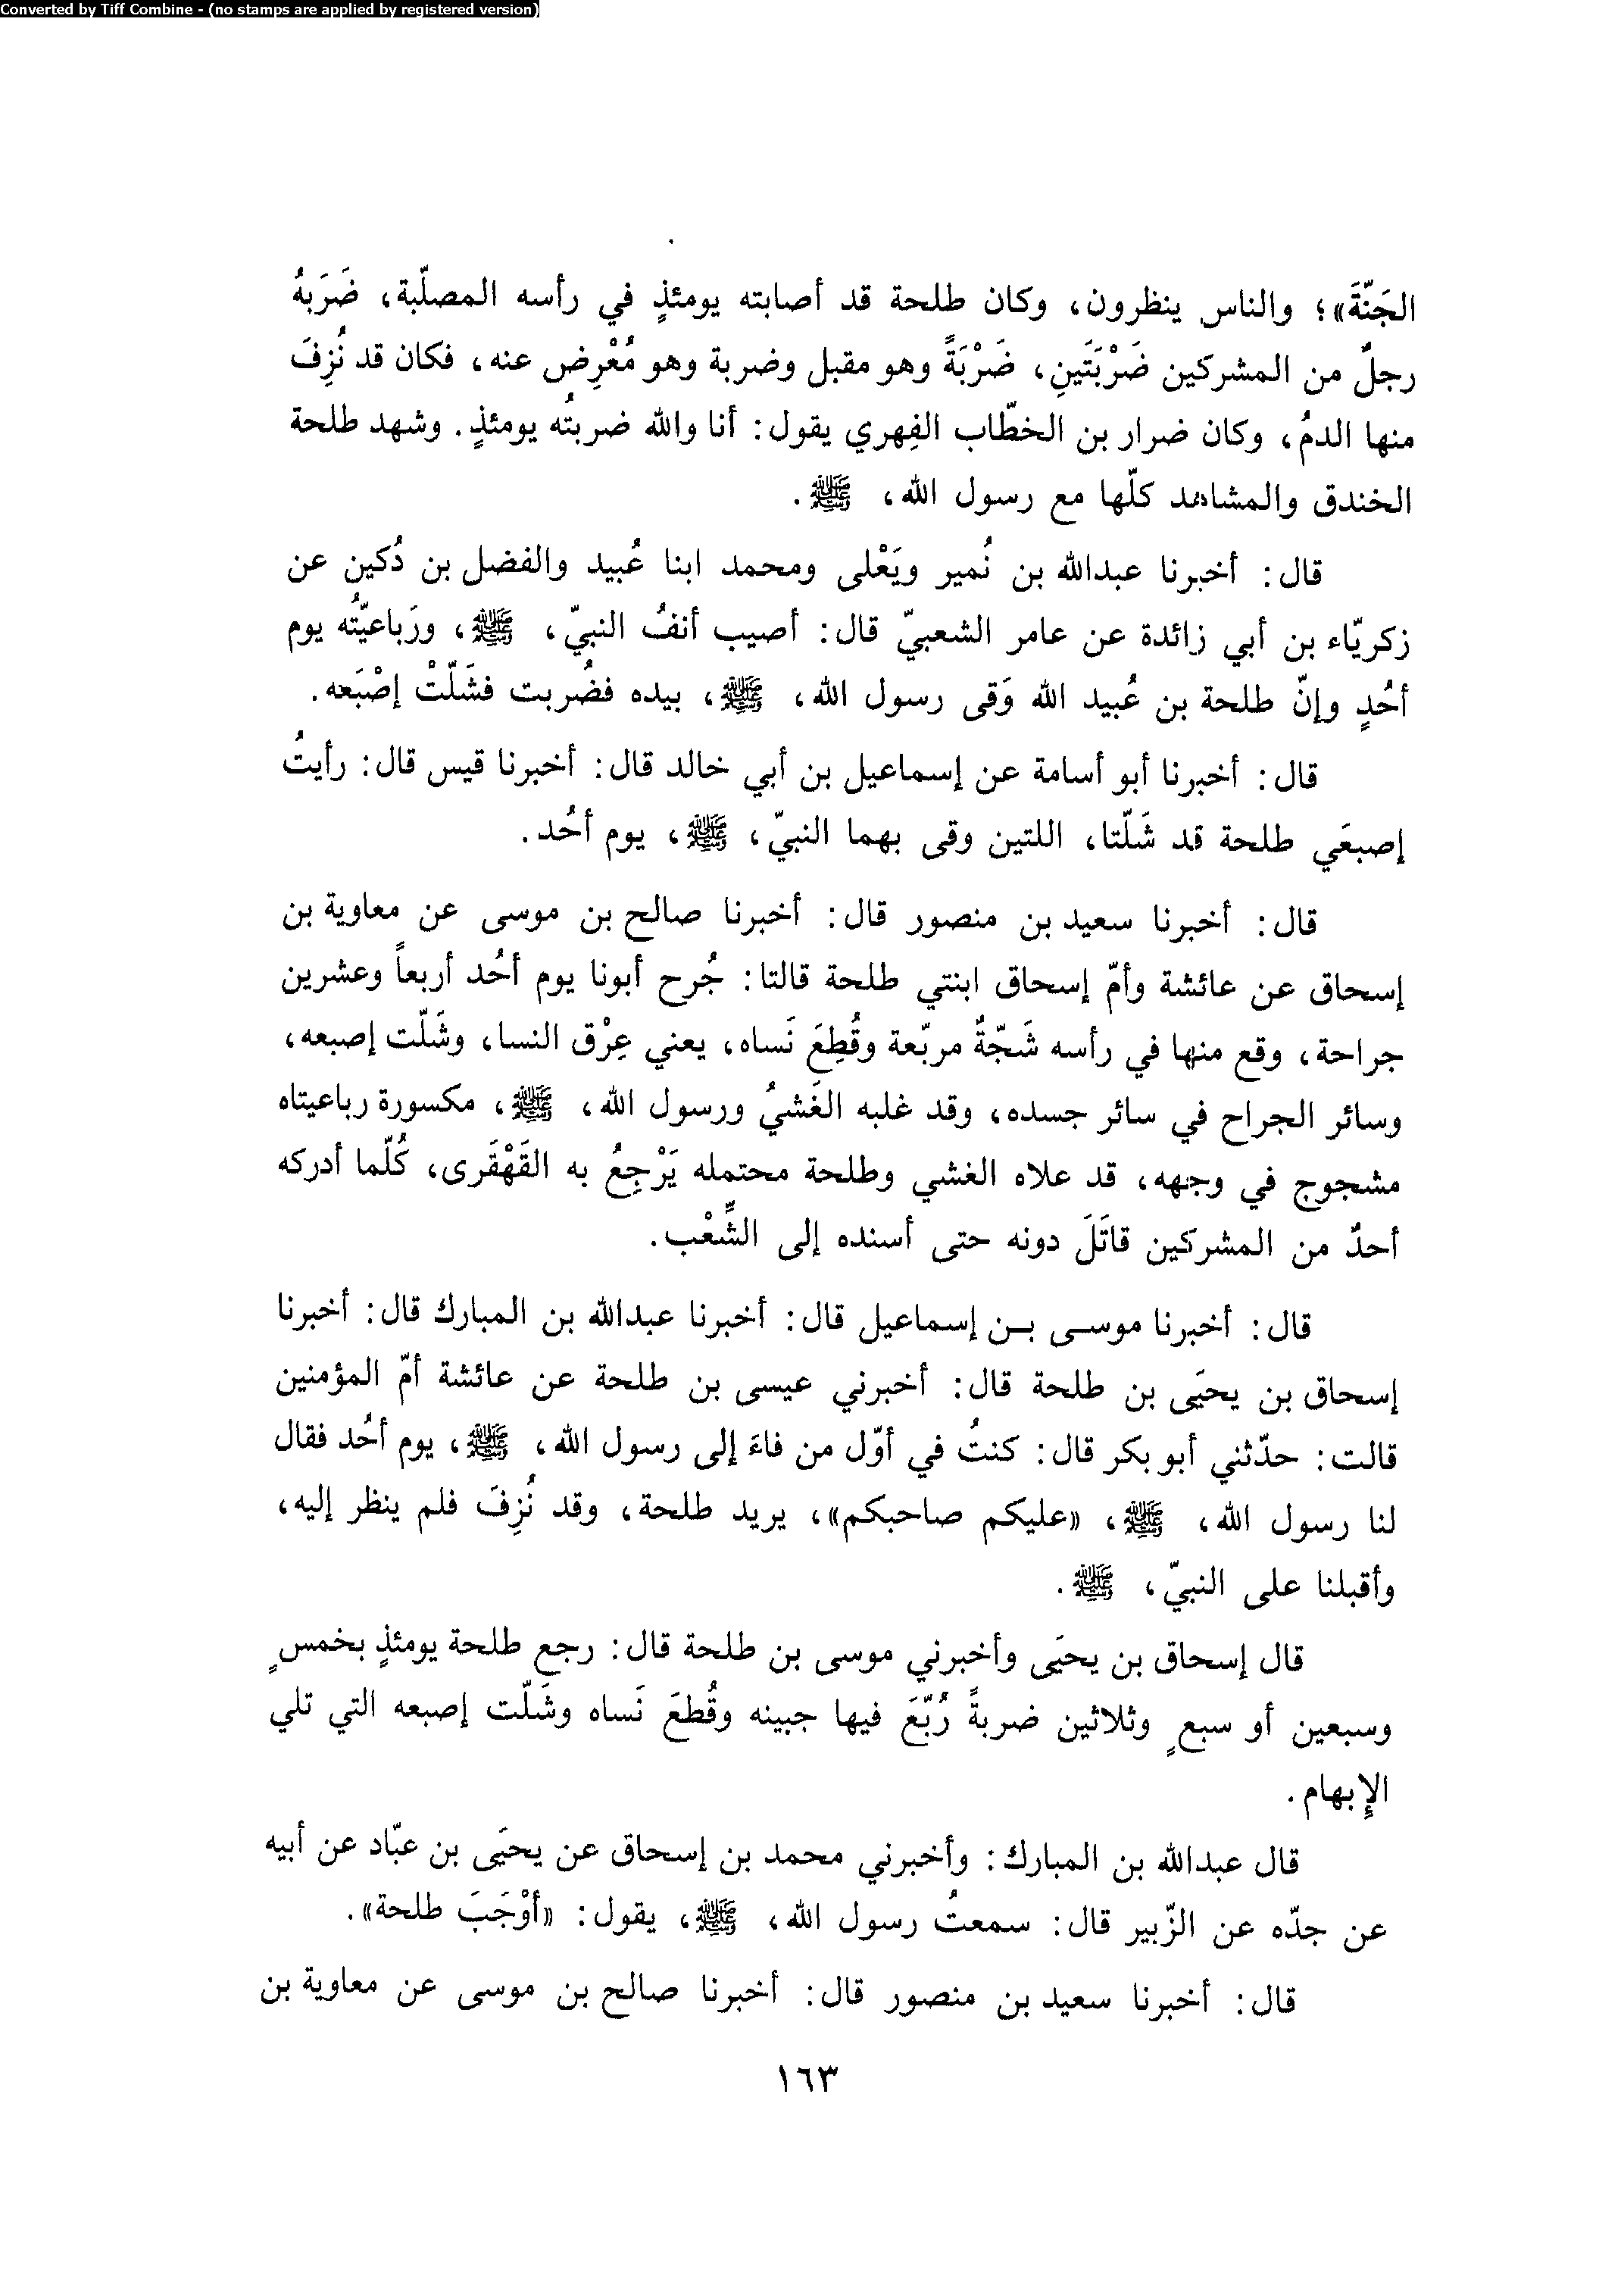 Converted by Tiff Combine - (no stamps are applied by registered version)
الجَنّةَ»؛ والناس ينظرون، وكان طلحة قد أصابته يومئذٍ في رأسه المصلّبة، ضَرَبهُ
رجلٌ من المشركين ضَرْبَتَينِ، ضَرْبَةً وهو مقبل وضربة وهو مُعْرِض عنه، فكان قد نُزِفَ
منها الدمُ، وكان ضرار بن الخطّاب الفِهري يقول: أنا والله ضربتُه يومئذٍ. وشهد طلحة
الخندق والمشاهد كلّها مع رسول الله، ﷺ.
قال: أخبرنا عبدالله بن نُمير ويَعْلى ومحمد ابنا عُبيد والفضل بن دُكين عن
زكريّاء بن أبي زائدة عن عامر الشعبيّ قال: أصيب أنفُ النبيّ، ﷺ، ورَباعيّتُه يوم
أحُدٍ وإنّ طلحة بن عُبيد الله وَقى رسول الله، ﷺ، بيده فضُربت فشَلّتْ إصْبَعه.
قال: أخبرنا أبو أسامة عن إسماعيل بن أبي خالد قال: أخبرنا قيس قال: رأيتُ
إصبعَي طلحة قد شَلّتا، اللتين وقى بهما النبيّ، ﷺ، يوم أحُد.
قال: أخبرنا سعيد بن منصور قال: أخبرنا صالح بن موسى عن معاوية بن
إسحاق عن عائشة وأمّ إسحاق ابنتي طلحة قالتا: جُرح أبونا يوم أحُد أربعاً وعشرين
جراحة، وقع منها في رأسه شَجّةٌ مربّعة وقُطِعَ نَساه، يعني عِرْق النسا، وشَلّت إصبعه،
وسائر الجراح في سائر جسده، وقد غلبه الغَشيُ ورسول الله، ﷺ، مكسورة رباعيتاه
مشجوج في وجهه، قد علاه الغشي وطلحة محتمله يَرْجِعُ به القَهْقَرى، كُلّما أدركه
أحدٌ من المشركين قاتَلَ دونه حتى أسنده إلى الشِّعْب.
قال: أخبرنا موسى بن إسماعيل قال: أخبرنا عبدالله بن المبارك قال: أخبرنا
إسحاق بن يحيَى بن طلحة قال: أخبرني عيسى بن طلحة عن عائشة أمّ المؤمنين
قالت: حدّثني أبو بكر قال: كنتُ في أوّل من فاءَ إلى رسول الله، ﷺ، يوم أحُد فقال
لنا رسول الله، ﷺ، «عليكم صاحبكم»، يريد طلحة، وقد نُزِفَ فلم ينظر إليه،
وأقبلنا على النبيّ، ﷺ.
قال إسحاق بن يحيَى وأخبرني موسى بن طلحة قال: رجع طلحة يومئذٍ بخمسٍ
وسبعين أو سبعٍ وثلاثين ضربةً رُبّعَ فيها جبينه وقُطعَ نَساه وشَلّت إصبعه التي تلي
الإبهام.
قال عبدالله بن المبارك: وأخبرني محمد بن إسحاق عن يحيَى بن عبّاد عن أبيه
عن جدّه عن الزّبير قال: سمعتُ رسول الله، ﷺ، يقول: «أوْجَبَ طلحة».
قال: أخبرنا سعيد بن منصور قال: أخبرنا صالح بن موسى عن معاوية بن
١٦٣